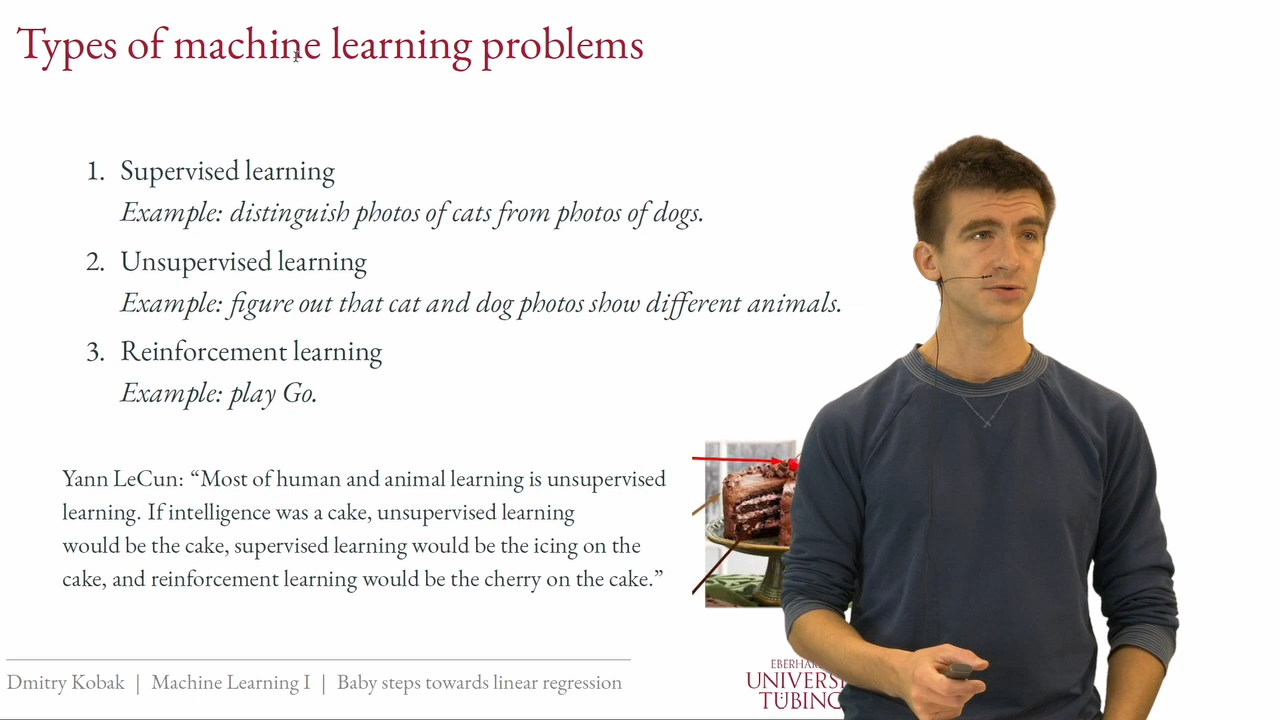 Types of machine learning problems
1. Supervised learning
Example: distinguish photos of cats from photos of dogs.
2. Unsupervised learning
Example: figure out that cat and dog photos show different animals.
3. Reinforcement learning
Example: play Go.
Yann LeCun: “Most of human and animal learning is unsupervised
learning. If intelligence was a cake, unsupervised learning
would be the cake, supervised learning would be the icing on the
cake, and reinforcement learning would be the cherry on the cake.”
Dmitry Kobak | Machine Learning I | Baby steps towards linear regression